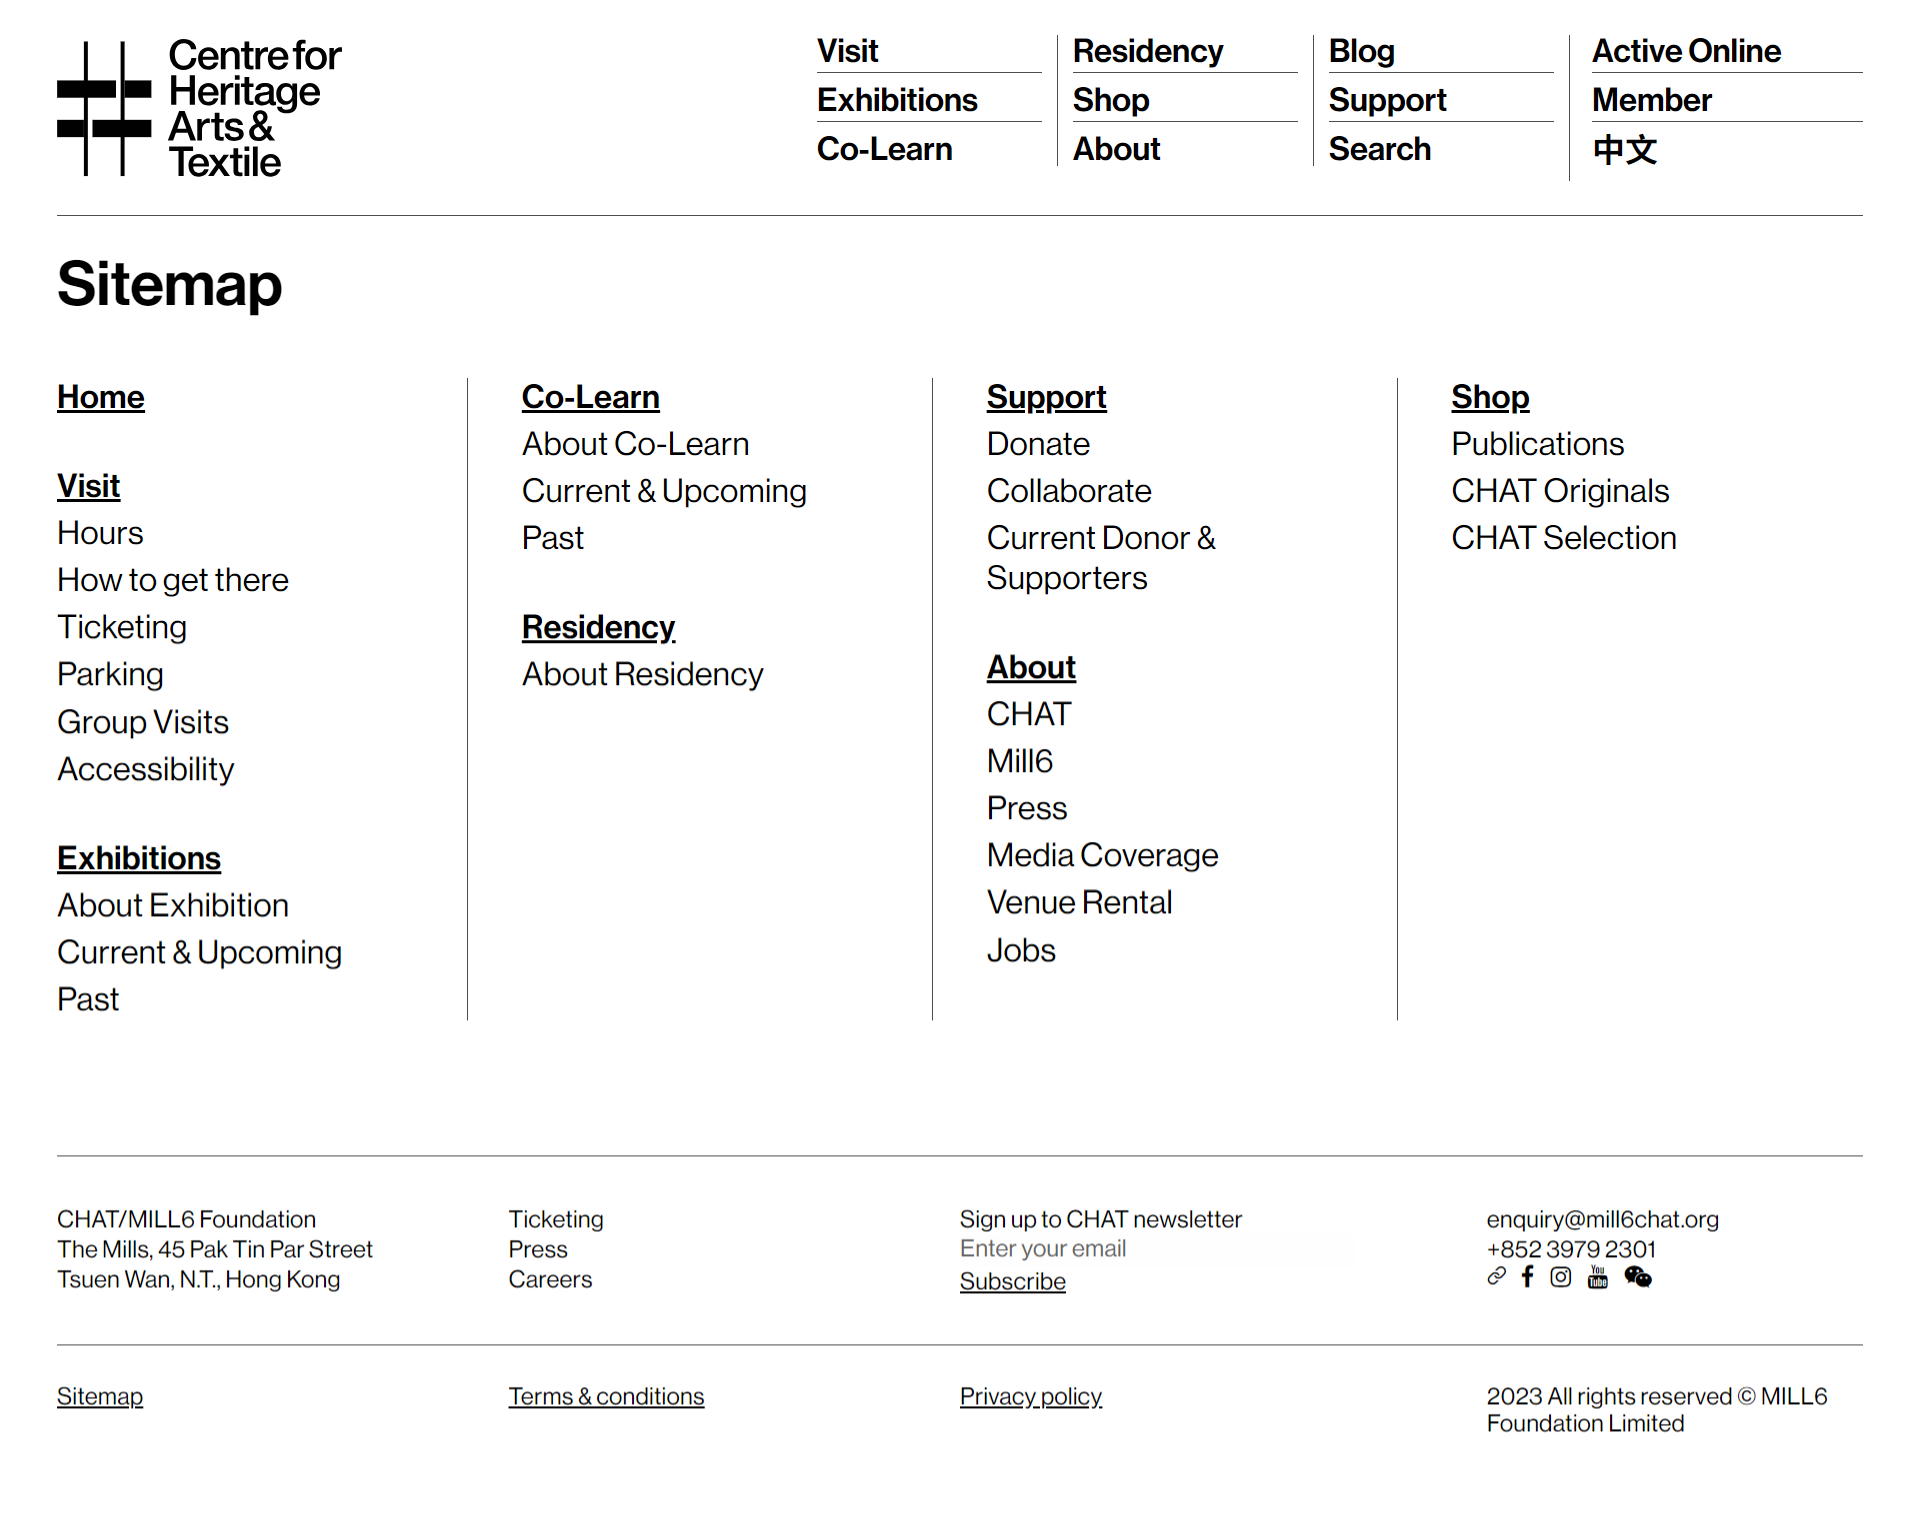 Centre for
Heritage
Arts &
Textile
Visit
Exhibitions
Co-Learn
Residency
Shop
About
Blog
Support
Search
Active Online
Member
中文
Sitemap
Home
Visit
Hours
How to get there
Ticketing
Parking
Group Visits
Accessibility
Exhibitions
About Exhibition
Current & Upcoming
Past
Co-Learn
About Co-Learn
Current & Upcoming
Past
Residency
About Residency
Support
Donate
Collaborate
Current Donor &
Supporters
About
CHAT
Mill6
Press
Media Coverage
Venue Rental
Jobs
Shop
Publications
CHAT Originals
CHAT Selection
CHAT/MILL6 Foundation
The Mills, 45 Pak Tin Par Street
Tsuen Wan, N.T., Hong Kong
Ticketing
Press
Careers
Sign up to CHAT newsletter
Enter your email
Subscribe
enquiry@mill6chat.org
+852 3979 2301
You
Tube
Sitemap
Terms & conditions
Privacy policy
2023 All rights reserved © MILL6
Foundation Limited